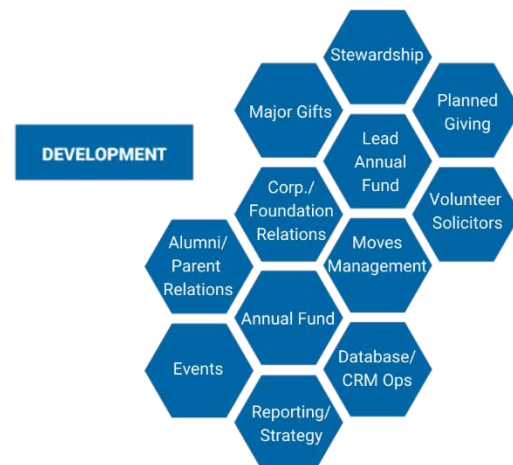 Stewardship
Major Gifts
Planned
Giving
DEVELOPMENT
Lead
Annual
Fund
Corp./
Foundation
Relations
Volunteer
Solicitors
Alumni/
Parent
Relations
Moves
Management
Annual Fund
Events
Database/
CRM Ops
Reporting/
Strategy